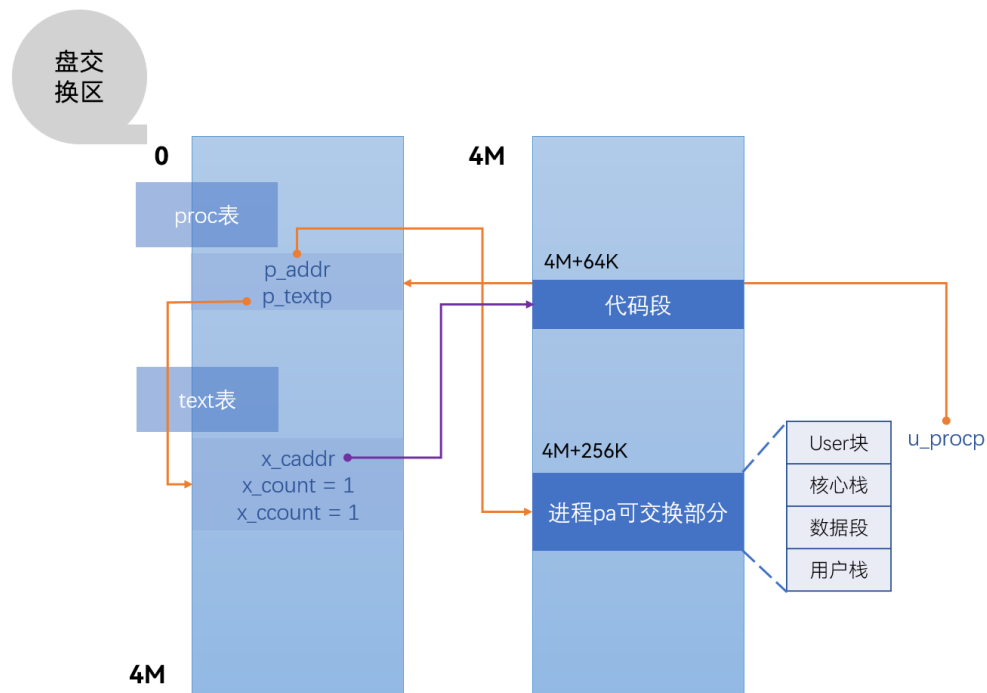 盘交
换区
0
4M
proc表
4M+64K
p_addr
p_textp
代码段
text表
4M+256K
x_caddr
x_count = 1
x_ccount = 1
进程pa可交换部分
User块
核心栈
数据段
用户栈
u_procp
4M